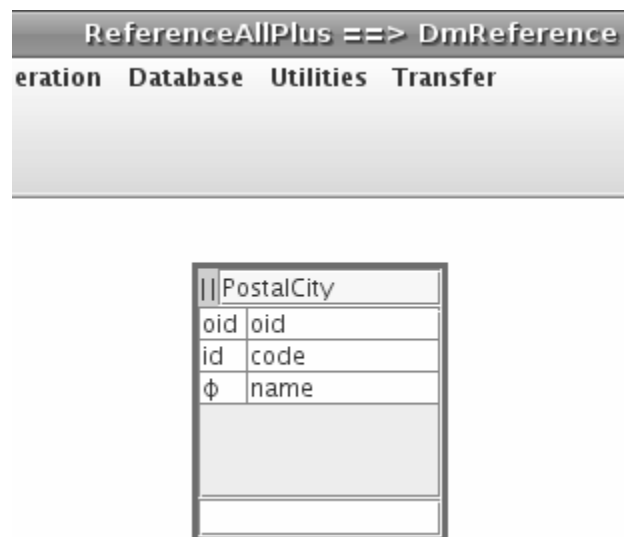 ReferenceAllPlus ==> DmReference
eration Database Utilities Transfer
|| PostalCity
oid oid
id code
ϕ name